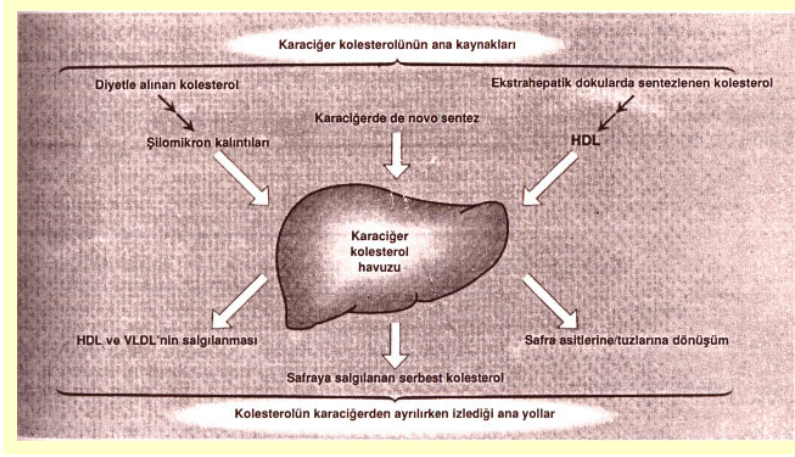 Karaciğer kolesterolünün ana kaynakları
Diyetle alınan kolesterol
Ekstrahepatik dokularda sentezlenen kolesterol
Karaciğerde de novo sentez
Şilomikron kalıntıları
HDL
Karaciğer
kolesterol
havuzu
HDL ve VLDL'nin salgılanması
Safra asitlerine/tuzlarına dönüşüm
Safraya salgılanan serbest kolesterol
Kolesterolün karaciğerden ayrılırken izlediği ana yollar